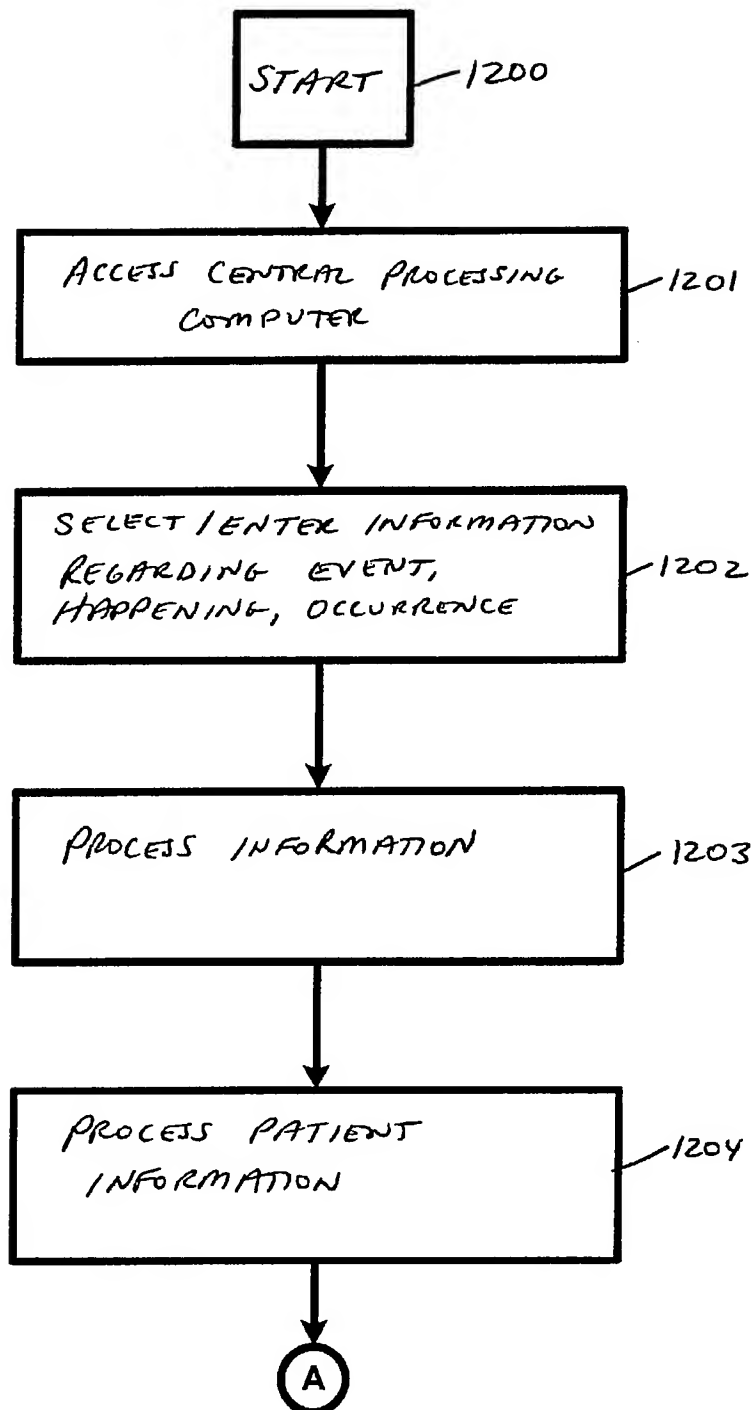 START
1200
ACCESS CENTRAL PROCESSING
COMPUTER
1201
SELECT/ENTER INFORMATION
REGARDING EVENT,
HAPPENING, OCCURRENCE
1202
PROCESS INFORMATION
1203
PROCESS PATIENT
INFORMATION
1204
A